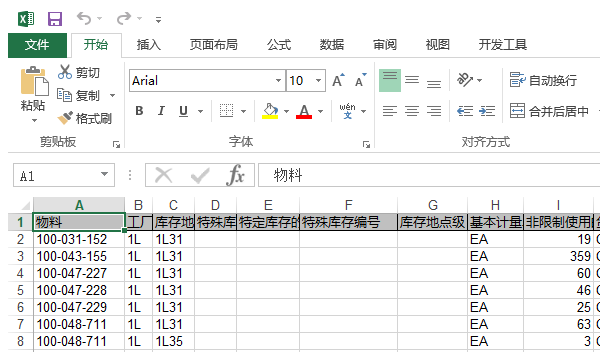 文件 开始 插入 页面布局 公式 数据 审阅 视图 开发工具
剪切 Arial 10 A A 自动换行
粘贴 复制
格式刷 B I U A wén 文 合并后居中
剪贴板 字体 对齐方式
A1 fx 物料
A B C D E F G H I
1 物料 工厂 库存地 特殊库 特定库存的 特殊库存编号 库存地点级 基本计量 非限制使用
2 100-031-152 1L 1L31 EA 19
3 100-043-155 1L 1L31 EA 359
4 100-047-227 1L 1L31 EA 60
5 100-047-228 1L 1L31 EA 46
6 100-047-229 1L 1L31 EA 25
7 100-048-711 1L 1L31 EA 63
8 100-048-711 1L 1L35 EA 3